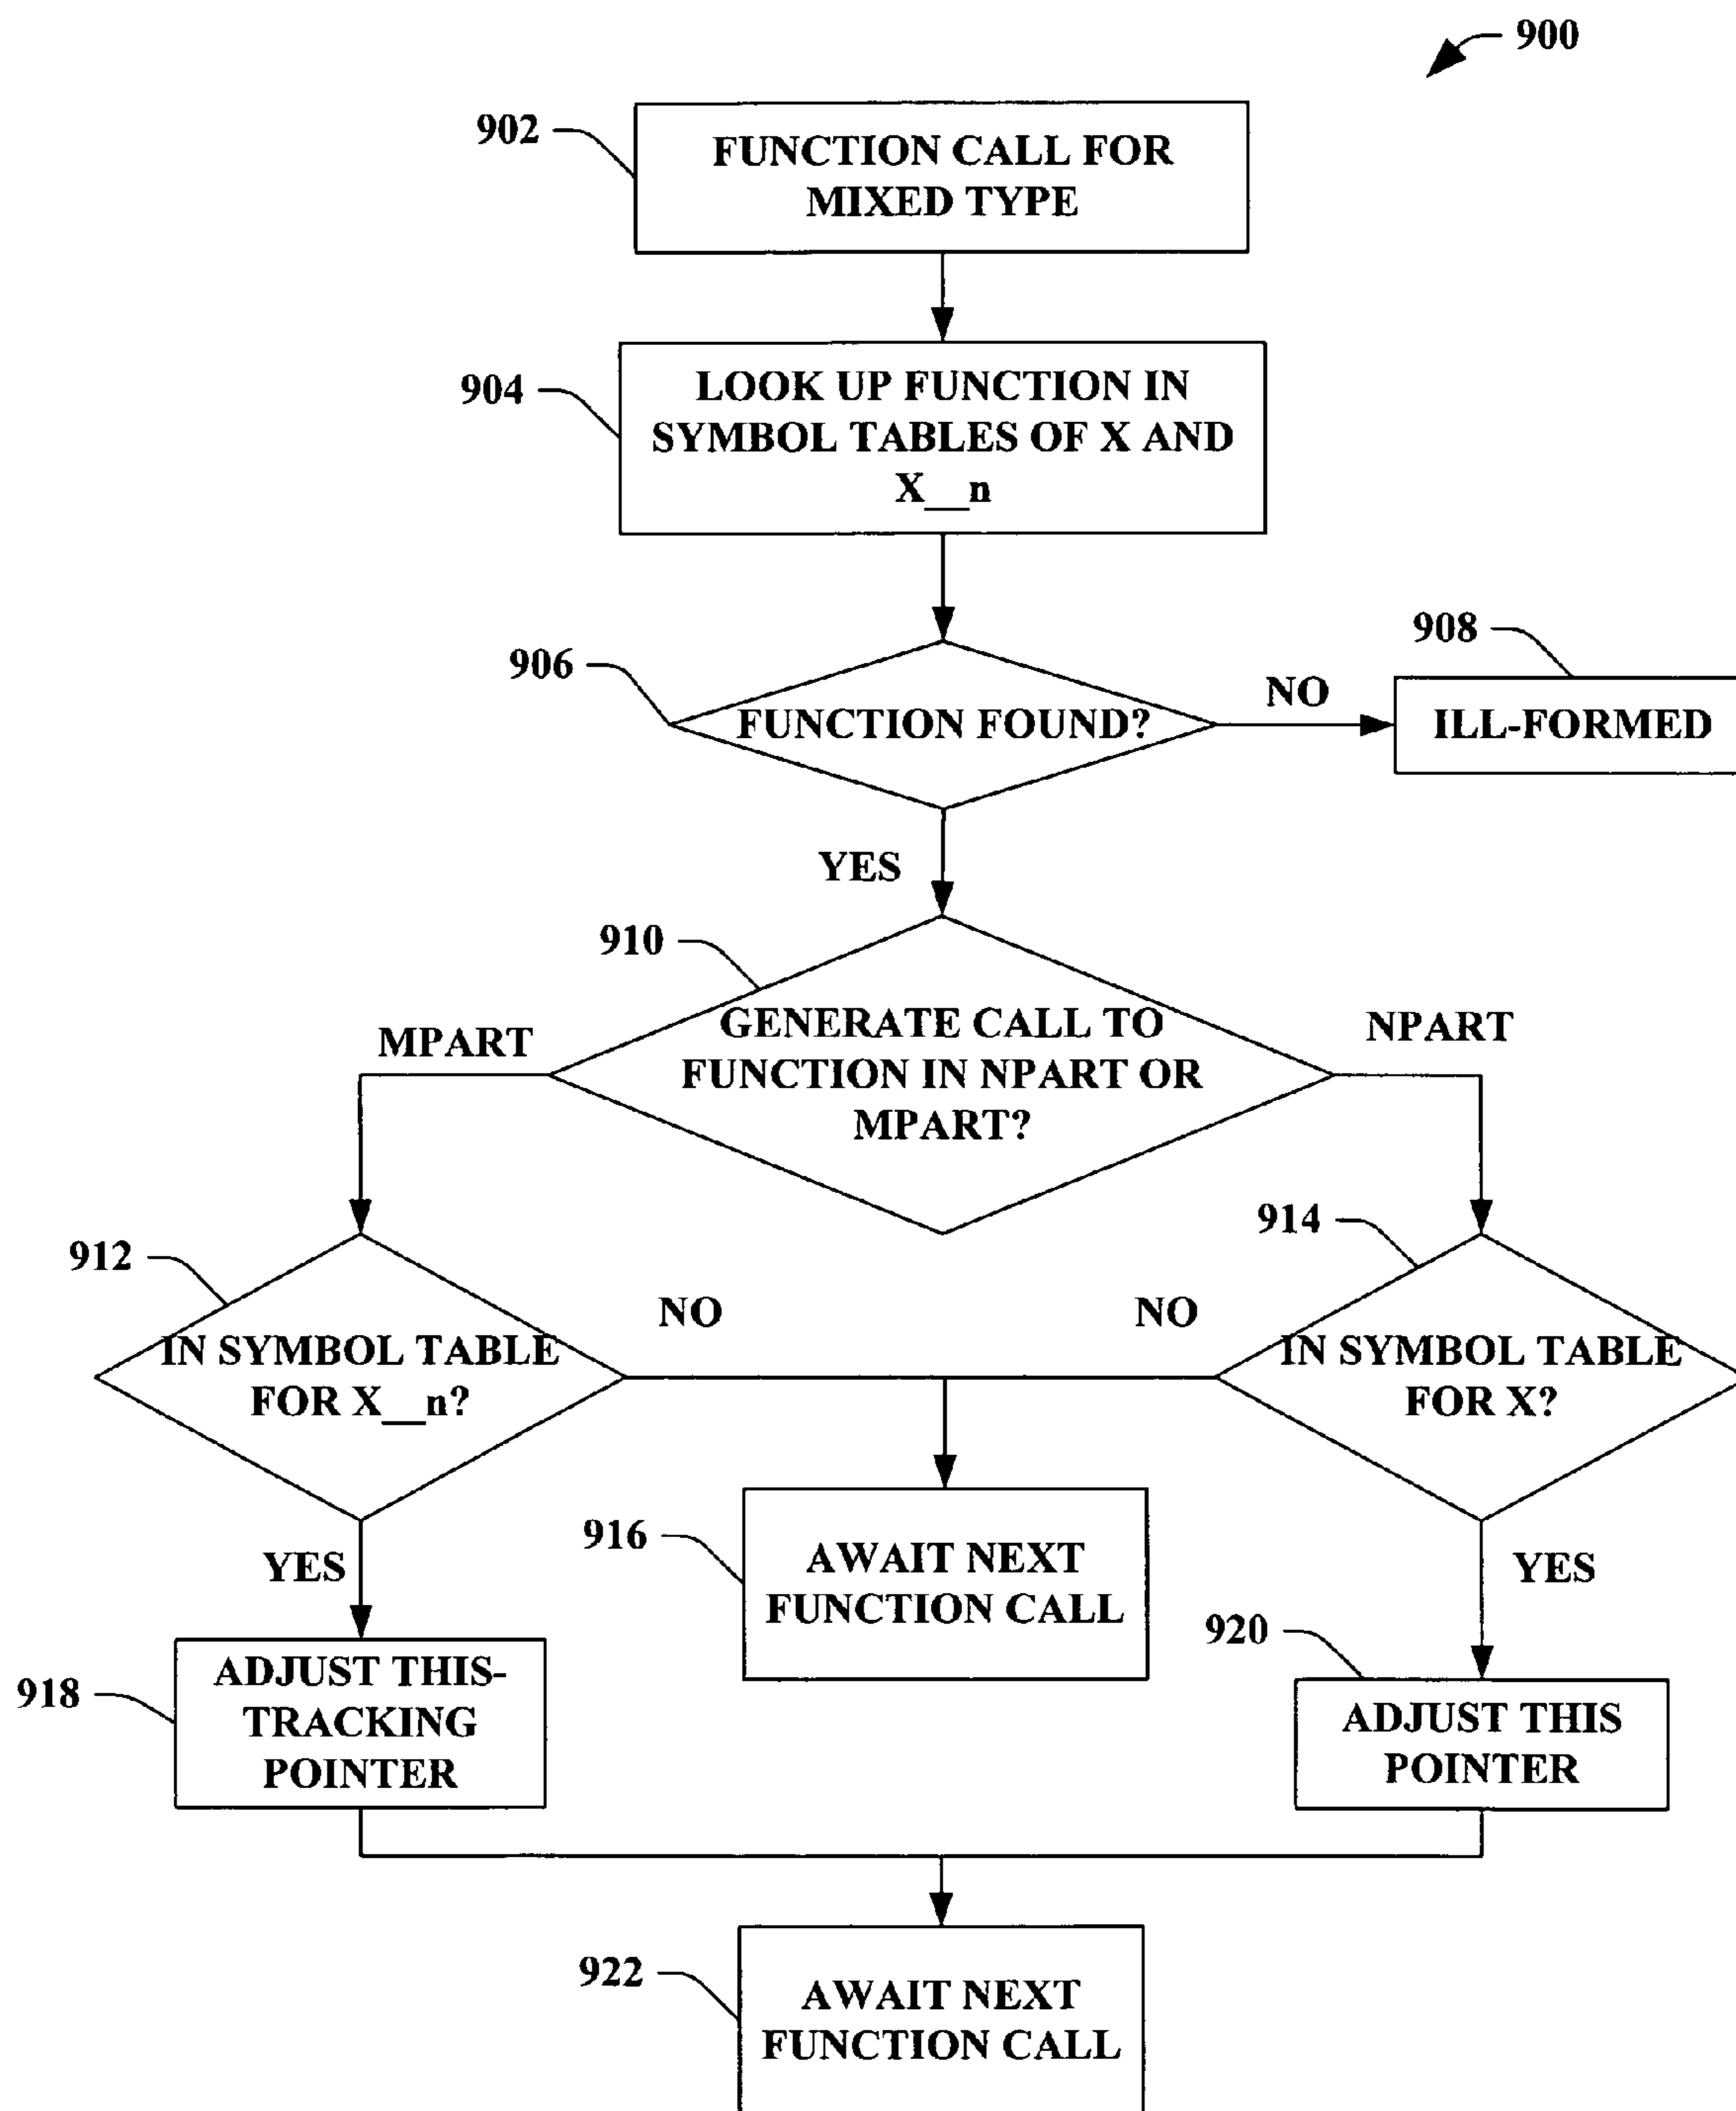 900
902
FUNCTION CALL FOR
MIXED TYPE
904
LOOK UP FUNCTION IN
SYMBOL TABLES OF X AND
X__n
906
FUNCTION FOUND?
NO
908
ILL-FORMED
YES
910
GENERATE CALL TO
FUNCTION IN NPART OR
MPART?
MPART
NPART
912
IN SYMBOL TABLE
FOR X__n?
NO
NO
914
IN SYMBOL TABLE
FOR X?
916
AWAIT NEXT
FUNCTION CALL
YES
YES
918
ADJUST THIS-
TRACKING
POINTER
920
ADJUST THIS
POINTER
922
AWAIT NEXT
FUNCTION CALL